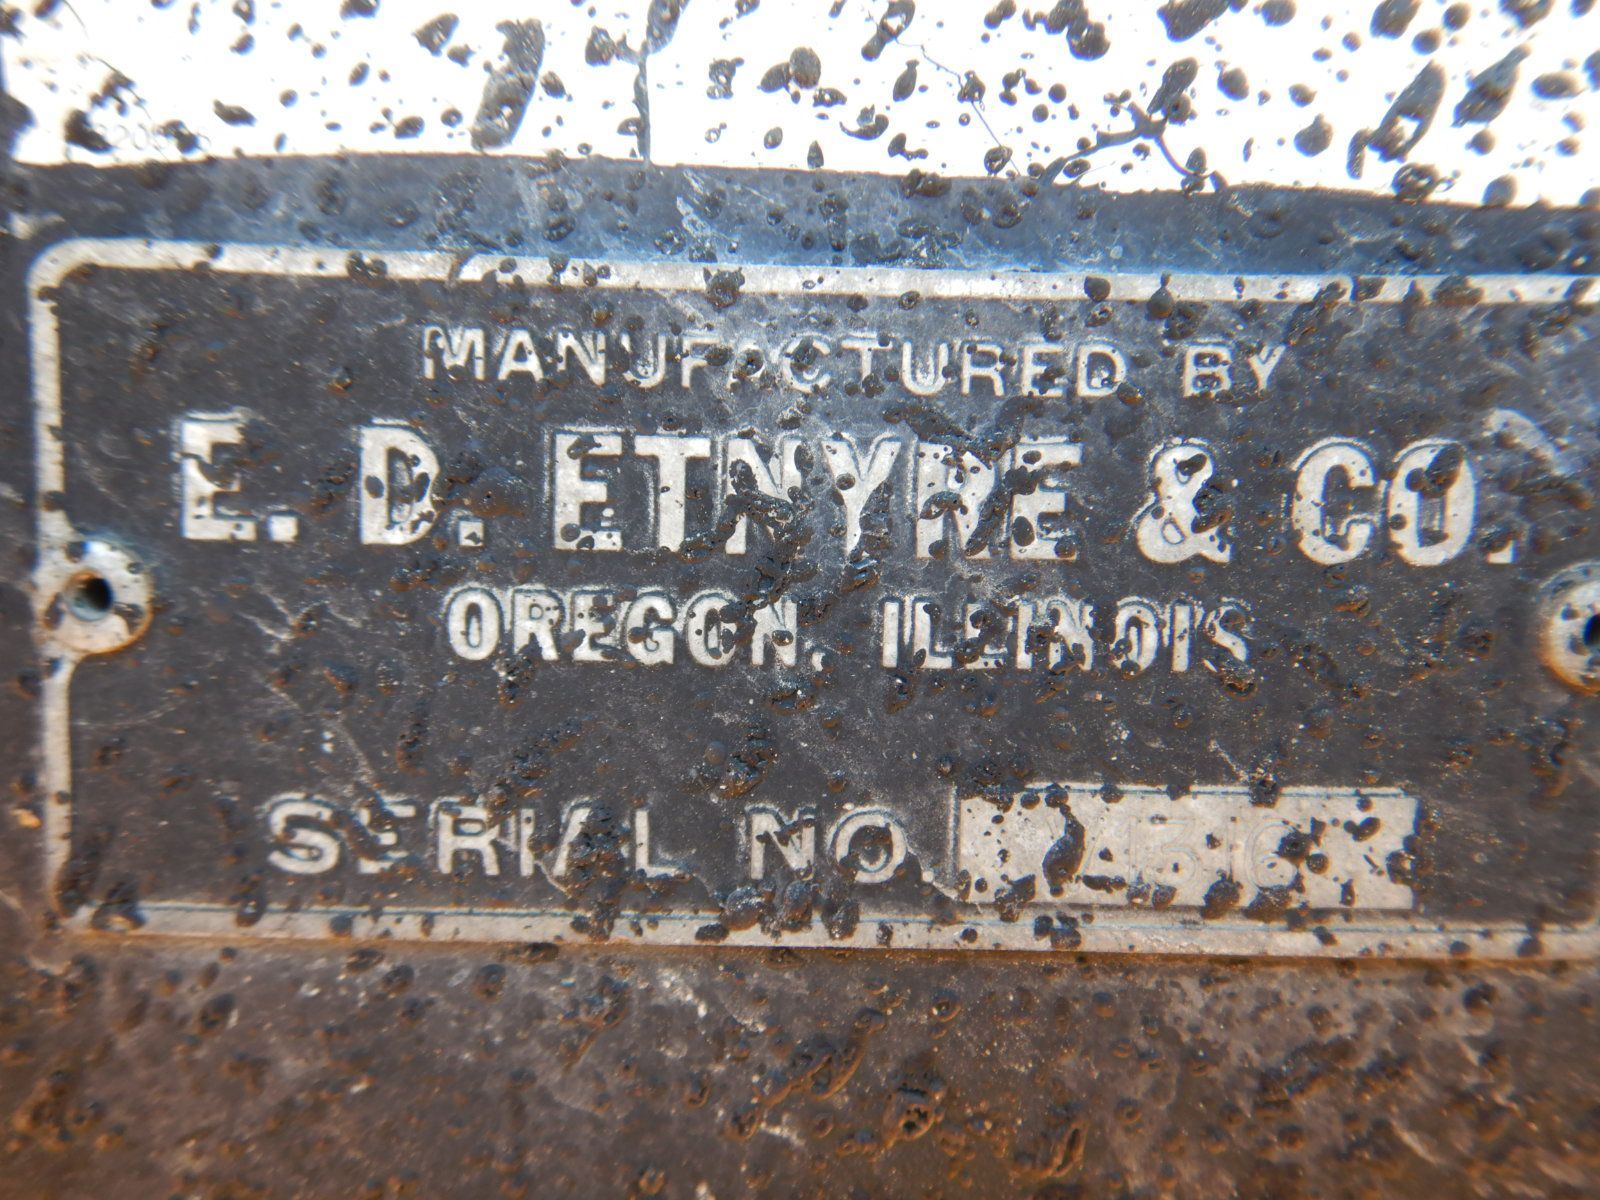 MANUFACTURED BY
E. D. ETNYRE & CO.
OREGON, ILLINOIS
SERIAL NO.